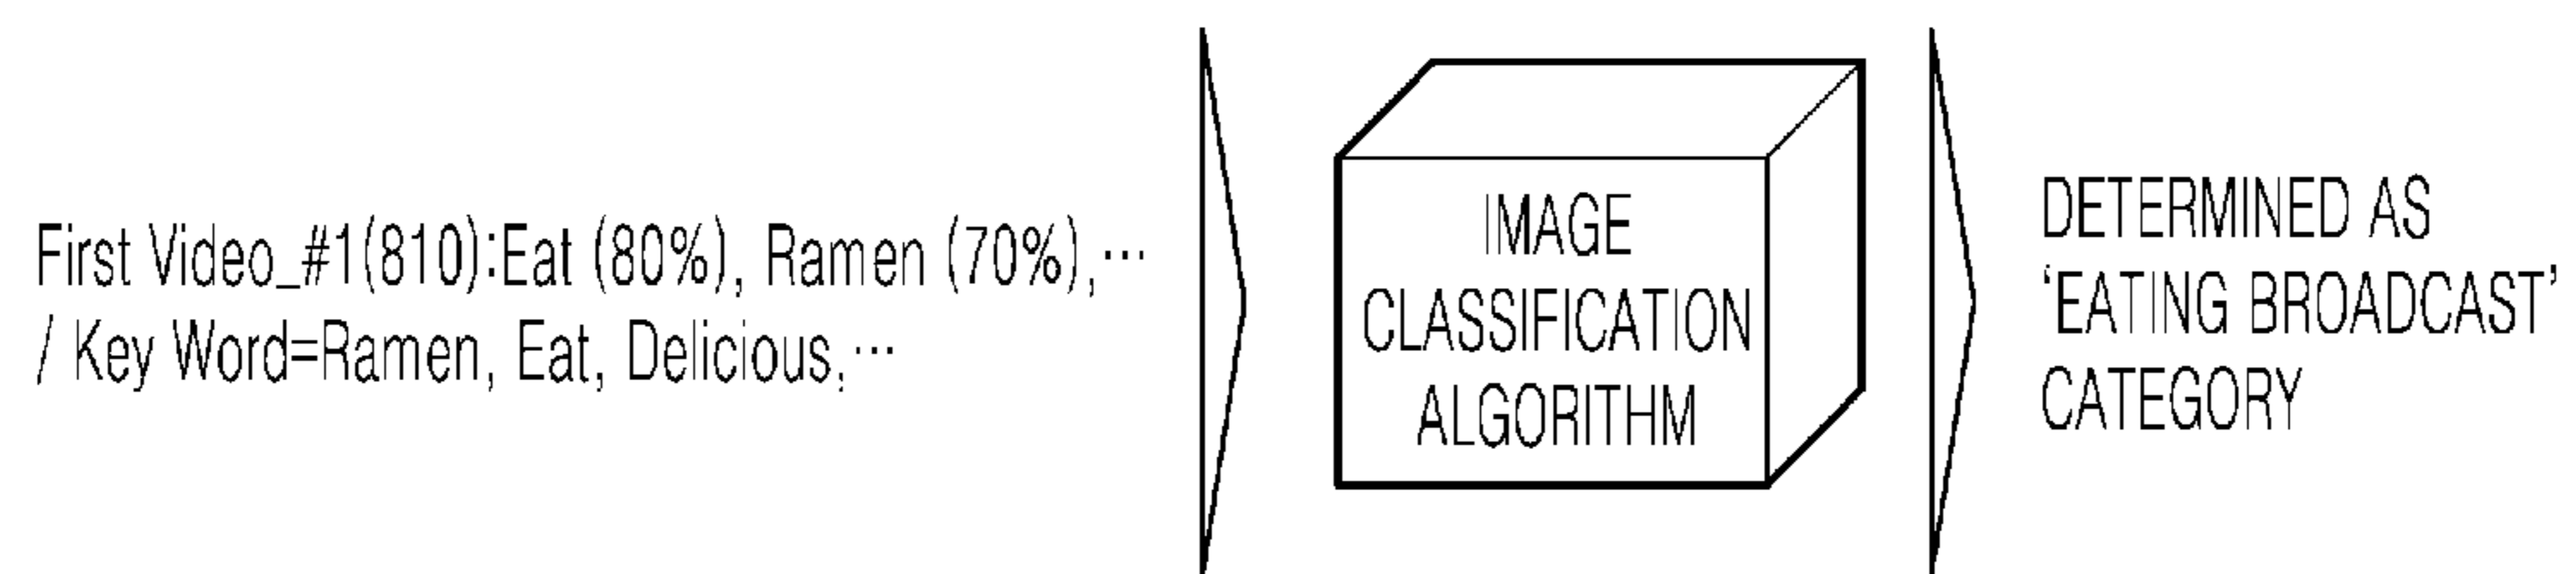 First Video_#1(810):Eat (80%), Ramen (70%),⋯
/ Key Word=Ramen, Eat, Delicious,⋯
IMAGE
CLASSIFICATION
ALGORITHM
DETERMINED AS
‘EATING BROADCAST’
CATEGORY